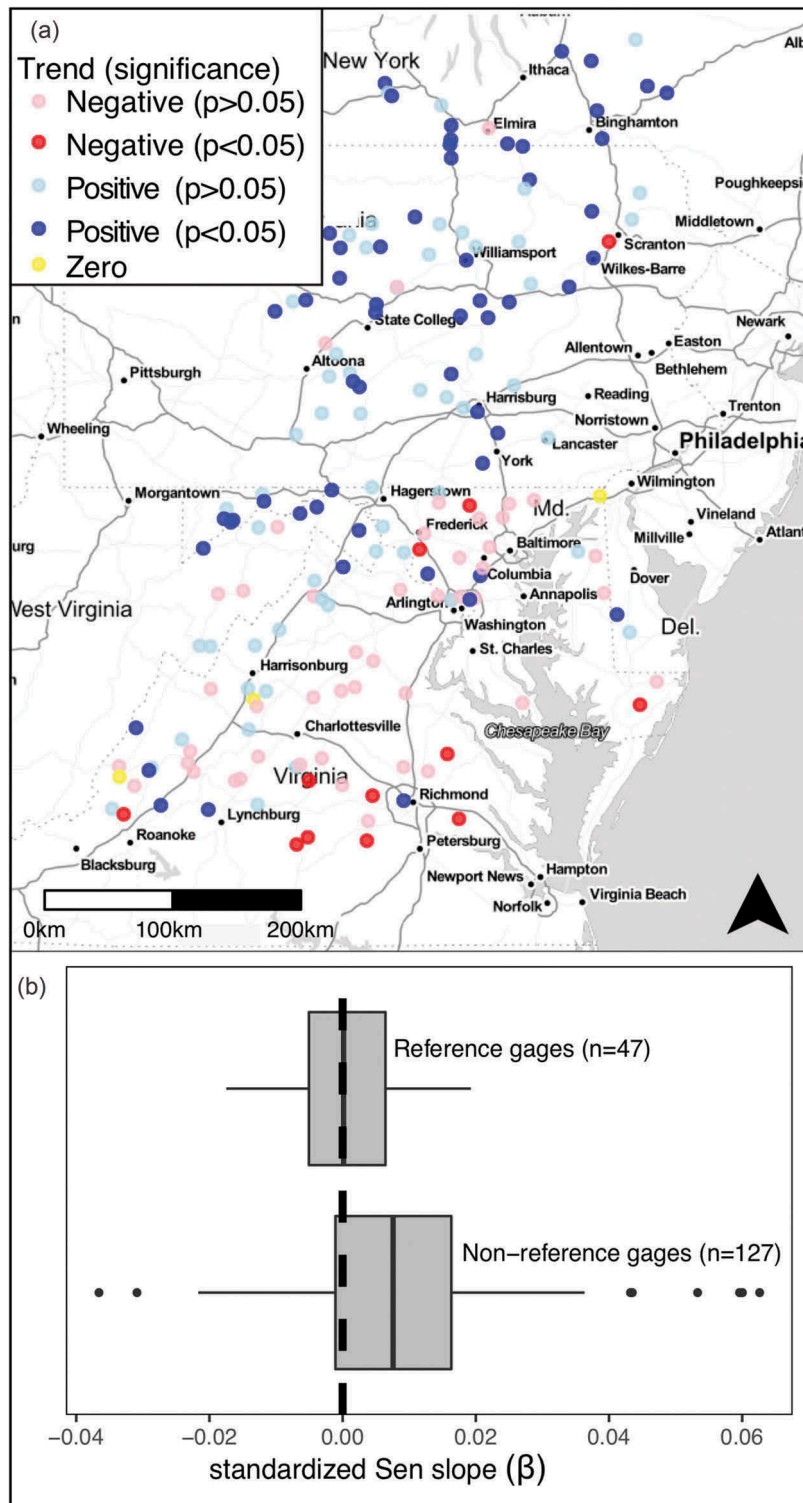 (a)
Trend (significance)
Negative (p>0.05)
Negative (p<0.05)
Positive (p>0.05)
Positive (p<0.05)
Zero
New York
Ithaca
Elmira
Binghamton
Poughkeepsi
Middletown
Scranton
Wilkes-Barre
Williamsport
State College
Altoona
Newark
Easton
Allentown
Bethlehem
Pittsburgh
Harrisburg
Reading
Trenton
Norristown
Wheeling
Lancaster
Philadelphia
York
Wilmington
Morgantown
Hagerstown
Md.
Vineland
Frederick
Millville
Atlant
Baltimore
Columbia
Dover
West Virginia
Arlington
Annapolis
Washington
Del.
St. Charles
Harrisonburg
Charlottesville
Chesapeake Bay
Virginia
Richmond
Lynchburg
Roanoke
Petersburg
Blacksburg
Hampton
Newport News
Virginia Beach
Norfolk
0km 100km 200km
(b)
Reference gages (n=47)
Non-reference gages (n=127)
-0.04 -0.02 0.00 0.02 0.04 0.06
standardized Sen slope (β)